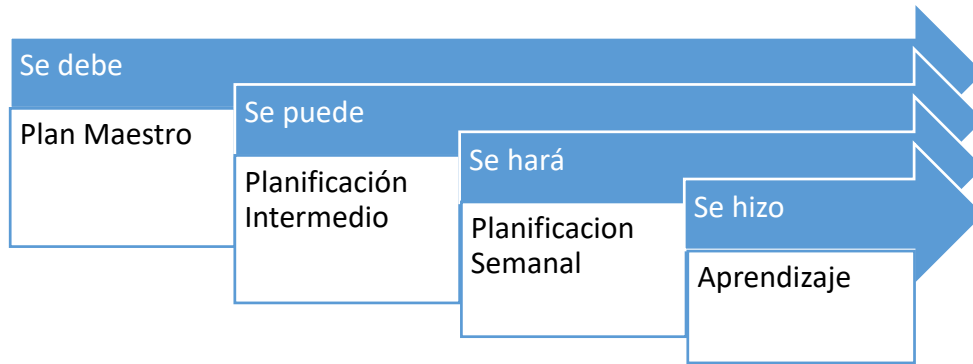 Se debe
Plan Maestro
Se puede
Planificación
Intermedio
Se hará
Planificacion
Semanal
Se hizo
Aprendizaje